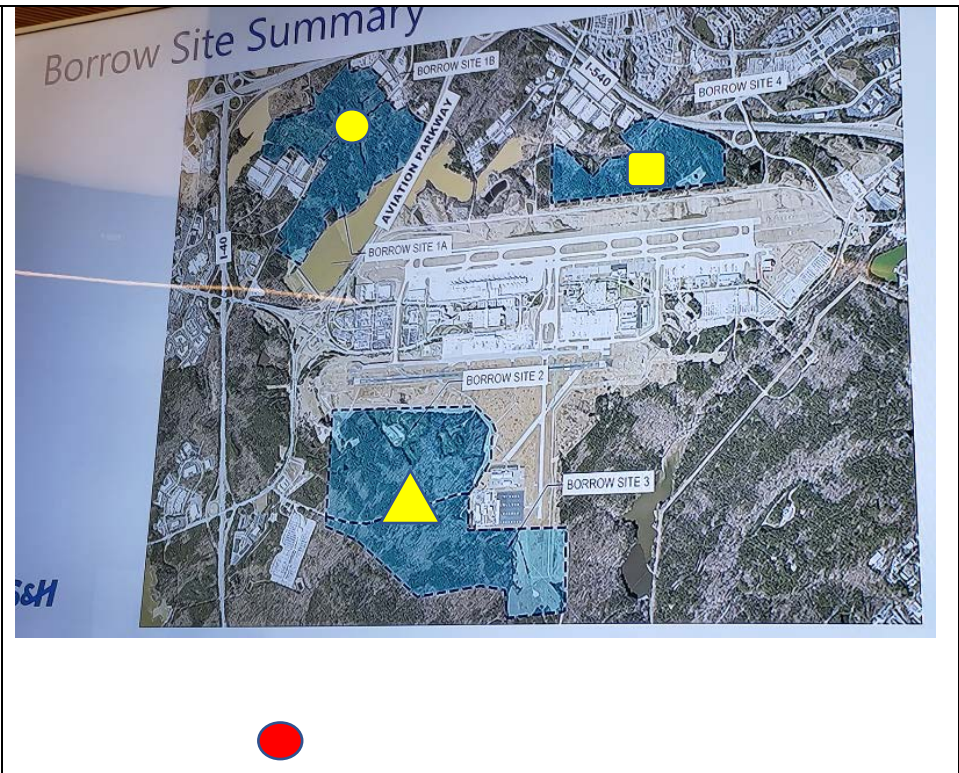 Borrow Site Summary
BORROW SITE 1B
I-540
BORROW SITE 4
AVIATION PARKWAY
I-40
BORROW SITE 1A
BORROW SITE 2
BORROW SITE 3
S&H